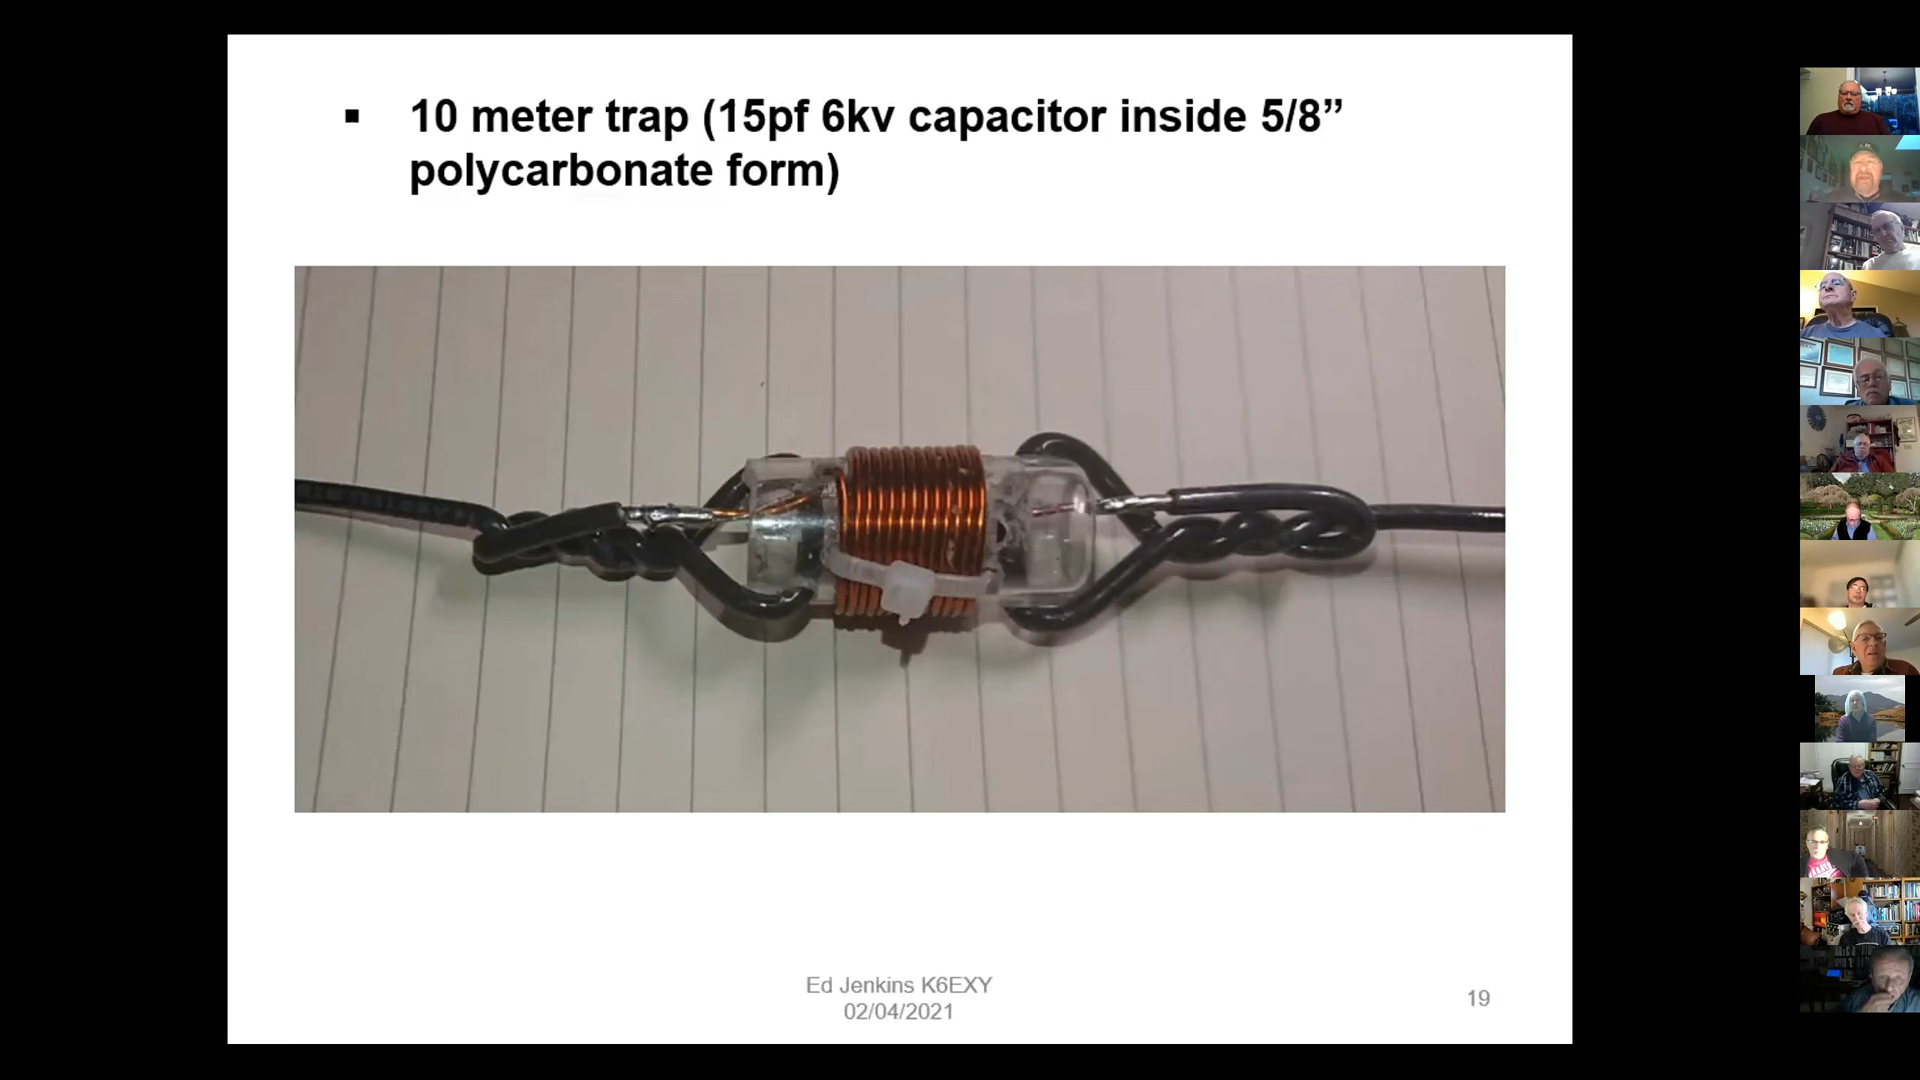 ▪ 10 meter trap (15pf 6kv capacitor inside 5/8”
polycarbonate form)
Ed Jenkins K6EXY
02/04/2021
19